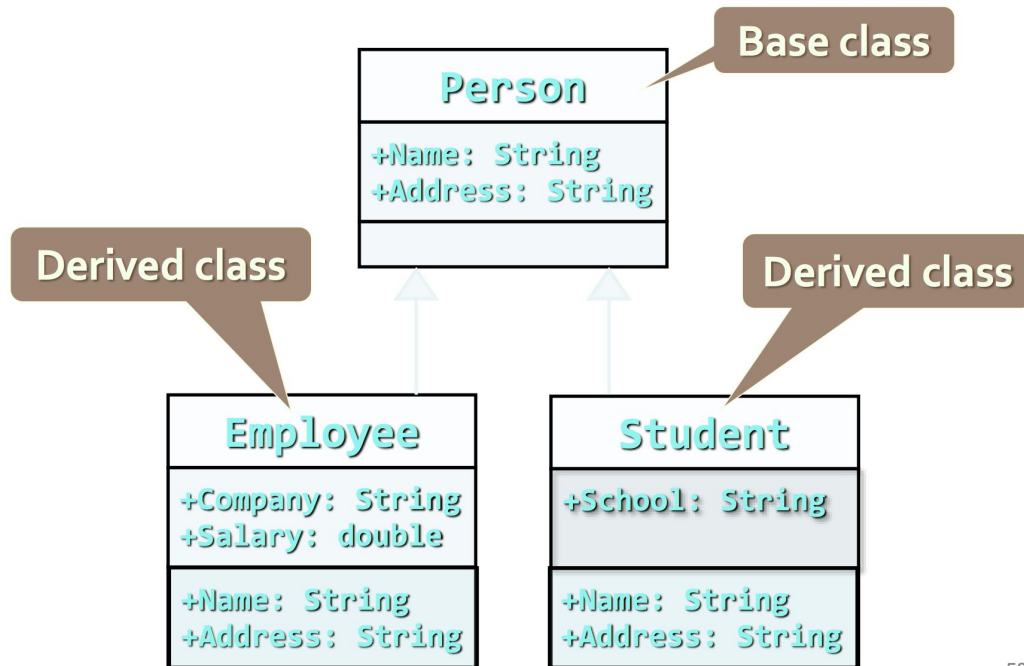 Base class
Person
+Name: String
+Address: String
Derived class
Derived class
Employee
+Company: String
+Salary: double
+Name: String
+Address: String
Student
+School: String
+Name: String
+Address: String